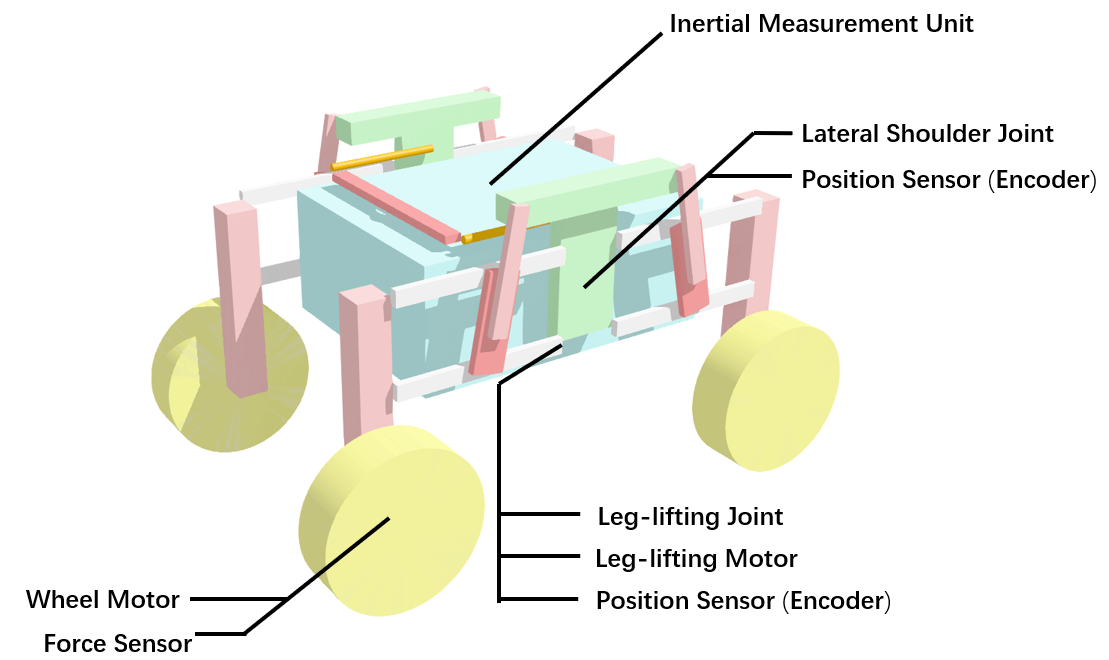 Inertial Measurement Unit
Lateral Shoulder Joint
Position Sensor (Encoder)
Leg-lifting Joint
Leg-lifting Motor
Position Sensor (Encoder)
Wheel Motor
Force Sensor